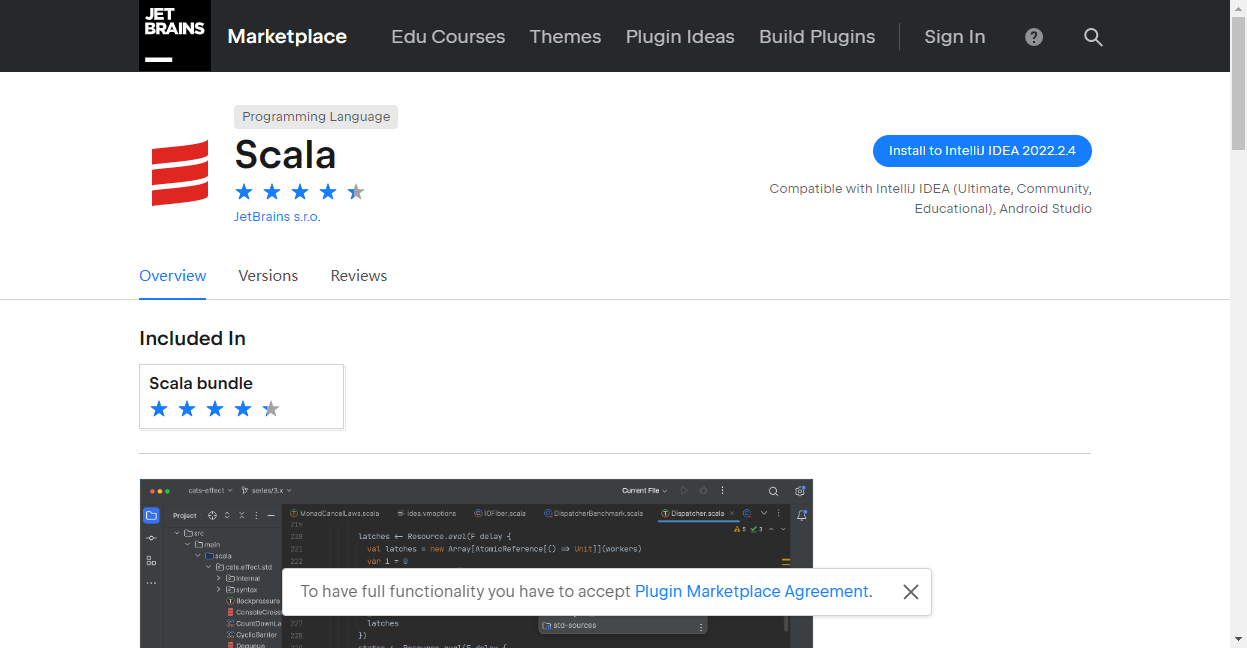 JET
BRAINS
Marketplace
Edu Courses
Themes
Plugin Ideas
Build Plugins
Sign In
?
Programming Language
Scala
JetBrains s.r.o.
Install to IntelliJ IDEA 2022.2.4
Compatible with IntelliJ IDEA (Ultimate, Community,
Educational), Android Studio
Overview
Versions
Reviews
Included In
Scala bundle
cats-effect
series/3.x
Current File
Project
MonadCancelLaws.scala
idea.vmoptions
IOFiber.scala
DispatcherBenchmark.scala
Dispatcher.scala
5
3
src
main
scala
cats.effect.std
internal
syntax
Backpressure
CountDownLa
CyclicBarrier
Dequeue
219
220 latches <- Resource.eval(F delay {
221 val latches = new Array[AtomicReference[() => Unit]](workers)
222 var i = 0
To have full functionality you have to accept Plugin Marketplace Agreement.
227 latches
228 })
std-sources